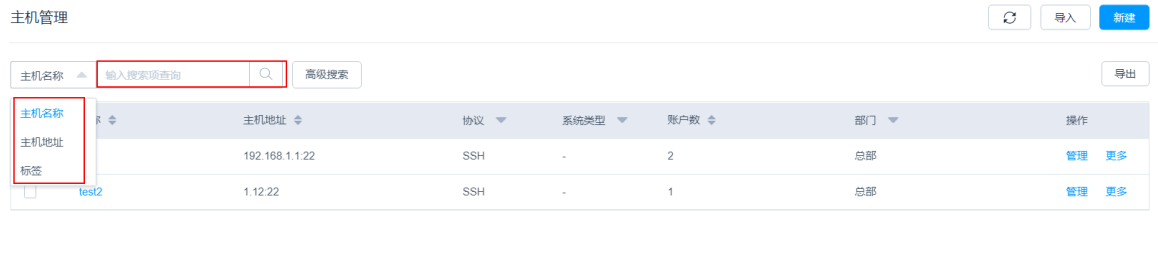 主机管理 导入 新建
主机名称 输入搜索项查询 高级搜索 导出
主机名称 主机地址 协议 系统类型 账户数 部门 操作
主机地址
192.168.1.1:22 SSH - 2 总部 管理 更多
标签
test2 1.12:22 SSH - 1 总部 管理 更多